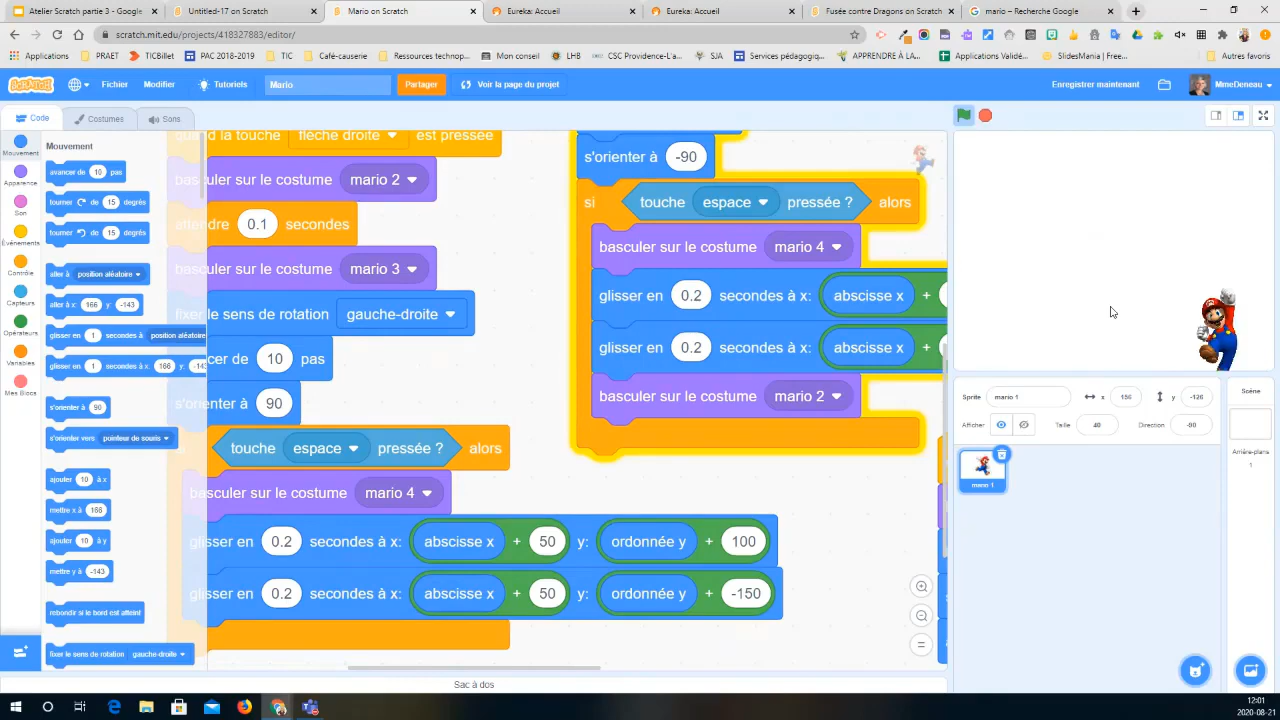 Atelier Scratch partie 3 - Google
Untitled-17 on Scratch
Mario on Scratch
Eureka: Accueil
Eureka: Accueil
Fusée contre Dragons on Scratch
mario – Recherche Google
scratch.mit.edu/projects/418327883/editor/
Applications
PRAET
TICBillet
PAC 2018-2019
TIC
Café-causerie
Ressources technop...
Mon conseil
LHB
CSC Providence-L'a...
SJA
Services pédagogiq...
APPRENDRE À LA...
Applications Validé...
SlidesMania | Free...
Autres favoris
SCRATCH
Fichier
Modifier
Tutoriels
Mario
Partager
Voir la page du projet
Enregistrer maintenant
MmeDeneau
Code
Costumes
Sons
Mouvement
Apparence
Son
Événements
Contrôle
Capteurs
Opérateurs
Variables
Mes Blocs
Mouvement
avancer de 10 pas
tourner de 15 degrés
tourner de 15 degrés
aller à position aléatoire
aller à x: 166 y: -143
glisser en 1 secondes à position aléatoire
glisser en 1 secondes à x: 166 y: -143
s'orienter à 90
s'orienter vers pointeur de souris
ajouter 10 à x
mettre x à 166
ajouter 10 à y
mettre y à -143
rebondir si le bord est atteint
fixer le sens de rotation gauche-droite
quand la touche flèche droite est pressée
basculer sur le costume mario 2
attendre 0.1 secondes
basculer sur le costume mario 3
fixer le sens de rotation gauche-droite
cer de 10 pas
s'orienter à 90
touche espace pressée ? alors
basculer sur le costume mario 4
glisser en 0.2 secondes à x: abscisse x + 50 y: ordonnée y + 100
glisser en 0.2 secondes à x: abscisse x + 50 y: ordonnée y + -150
s'orienter à -90
si touche espace pressée ? alors
basculer sur le costume mario 4
glisser en 0.2 secondes à x: abscisse x +
glisser en 0.2 secondes à x: abscisse x +
basculer sur le costume mario 2
Sac à dos
Sprite mario 1 x 156 y -126
Afficher Taille 40 Direction -90
mario 1
Scène
Arrière-plans
1
12:01
2020-08-21